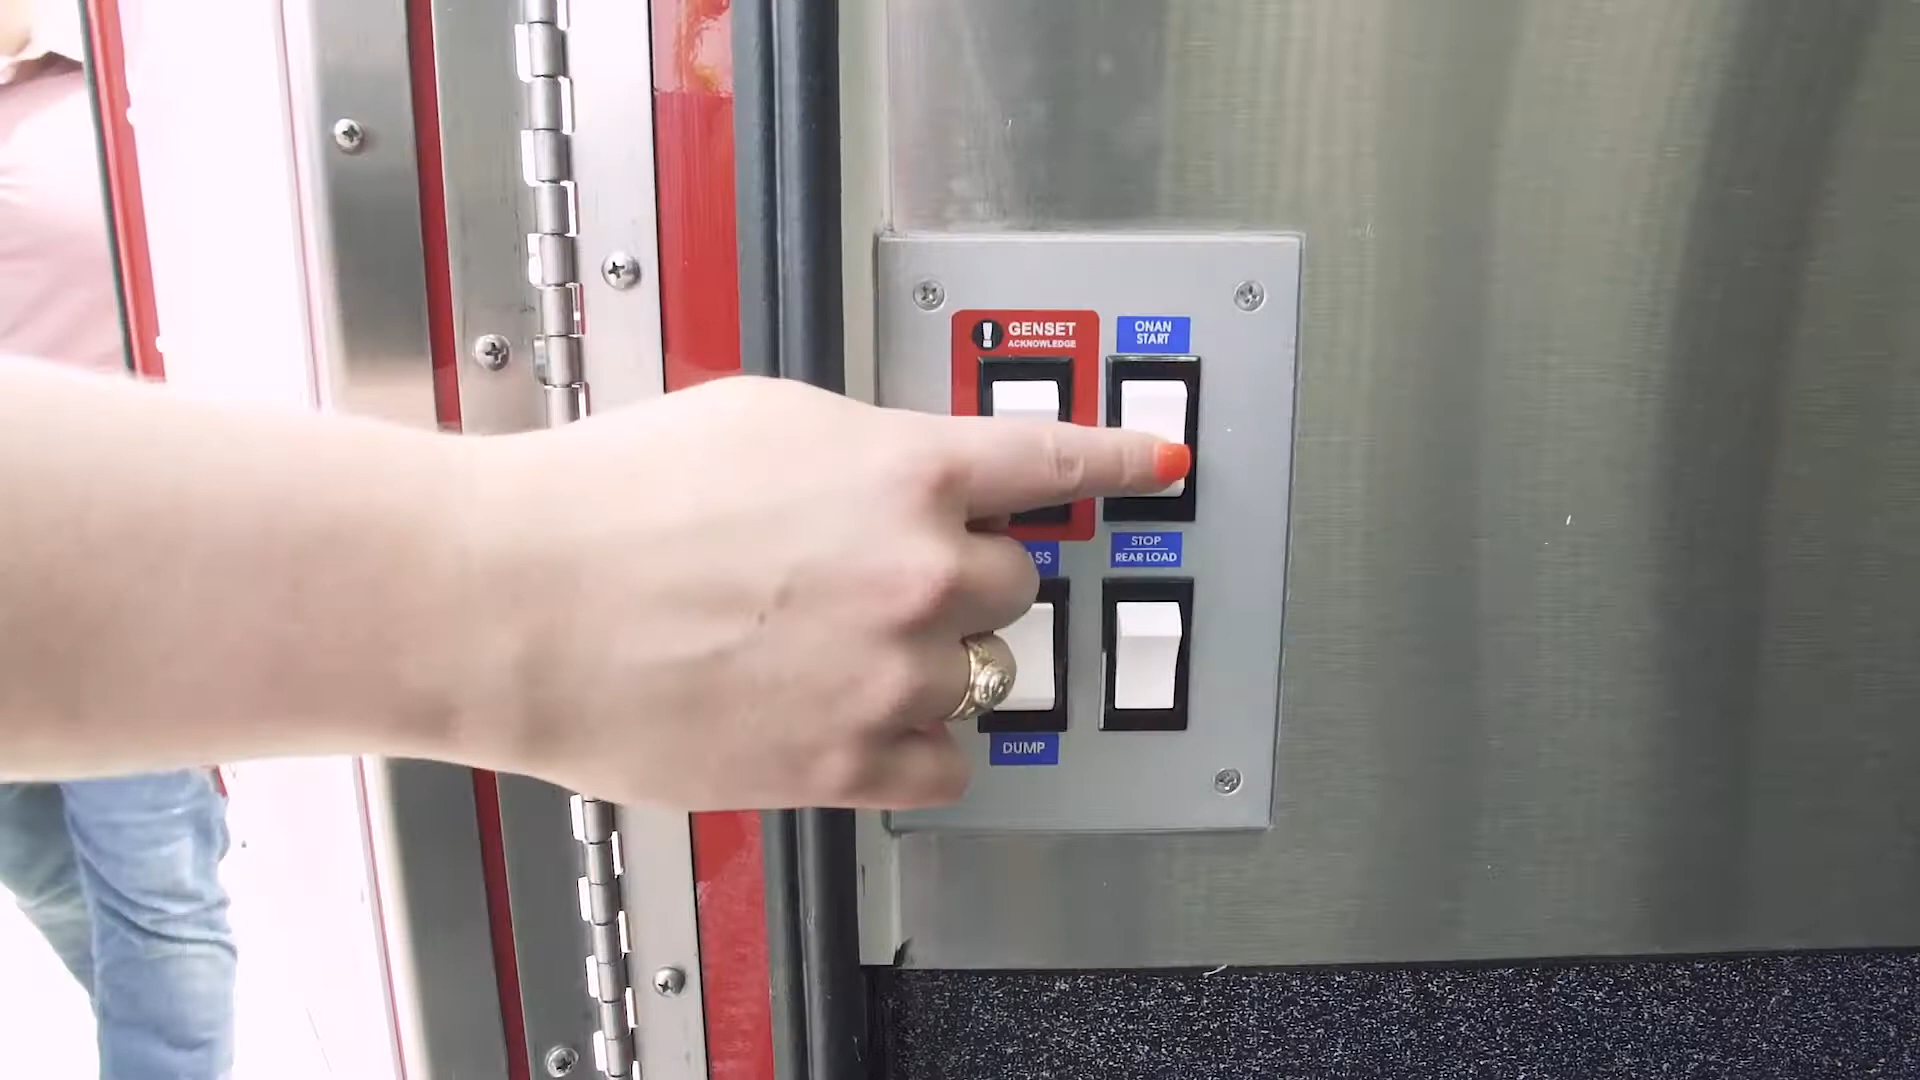 ! GENSET
ACKNOWLEDGE
ONAN
START
STOP
REAR LOAD
DUMP